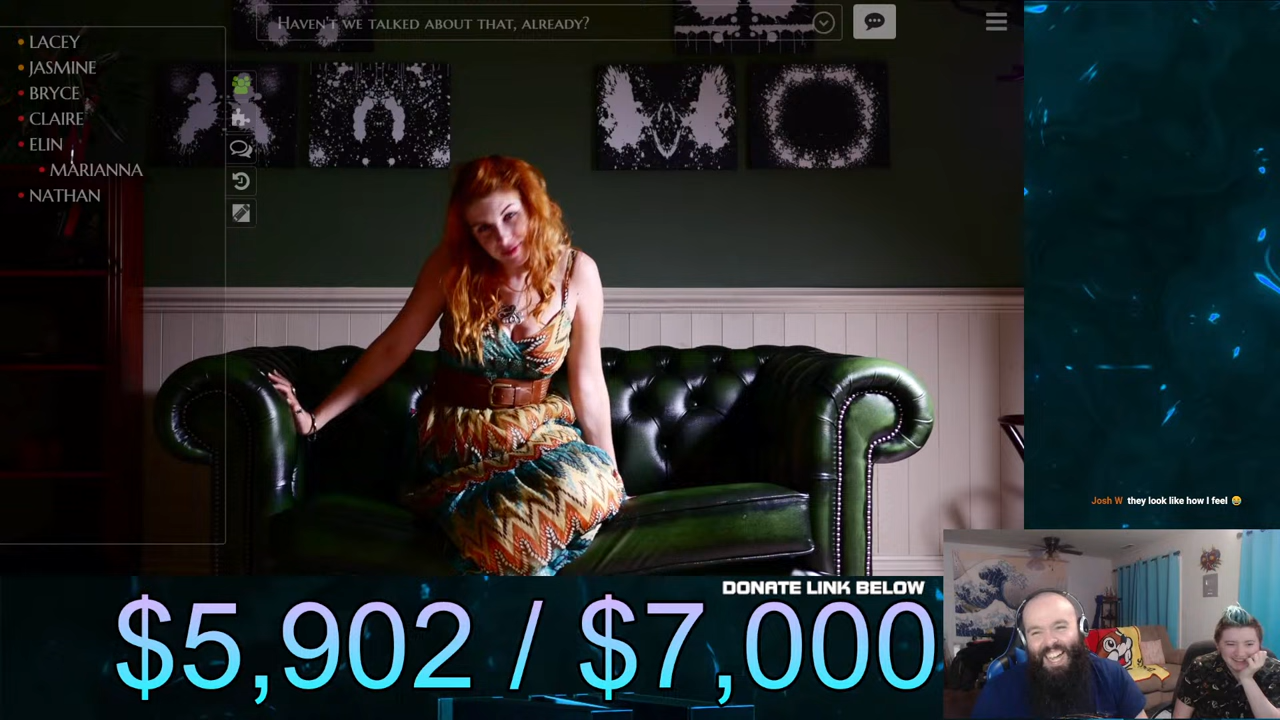 Haven't we talked about that, already?
LACEY
JASMINE
BRYCE
CLAIRE
ELIN
MARIANNA
NATHAN
Josh W they look like how I feel 😅
DONATE LINK BELOW
$5,902 / $7,000